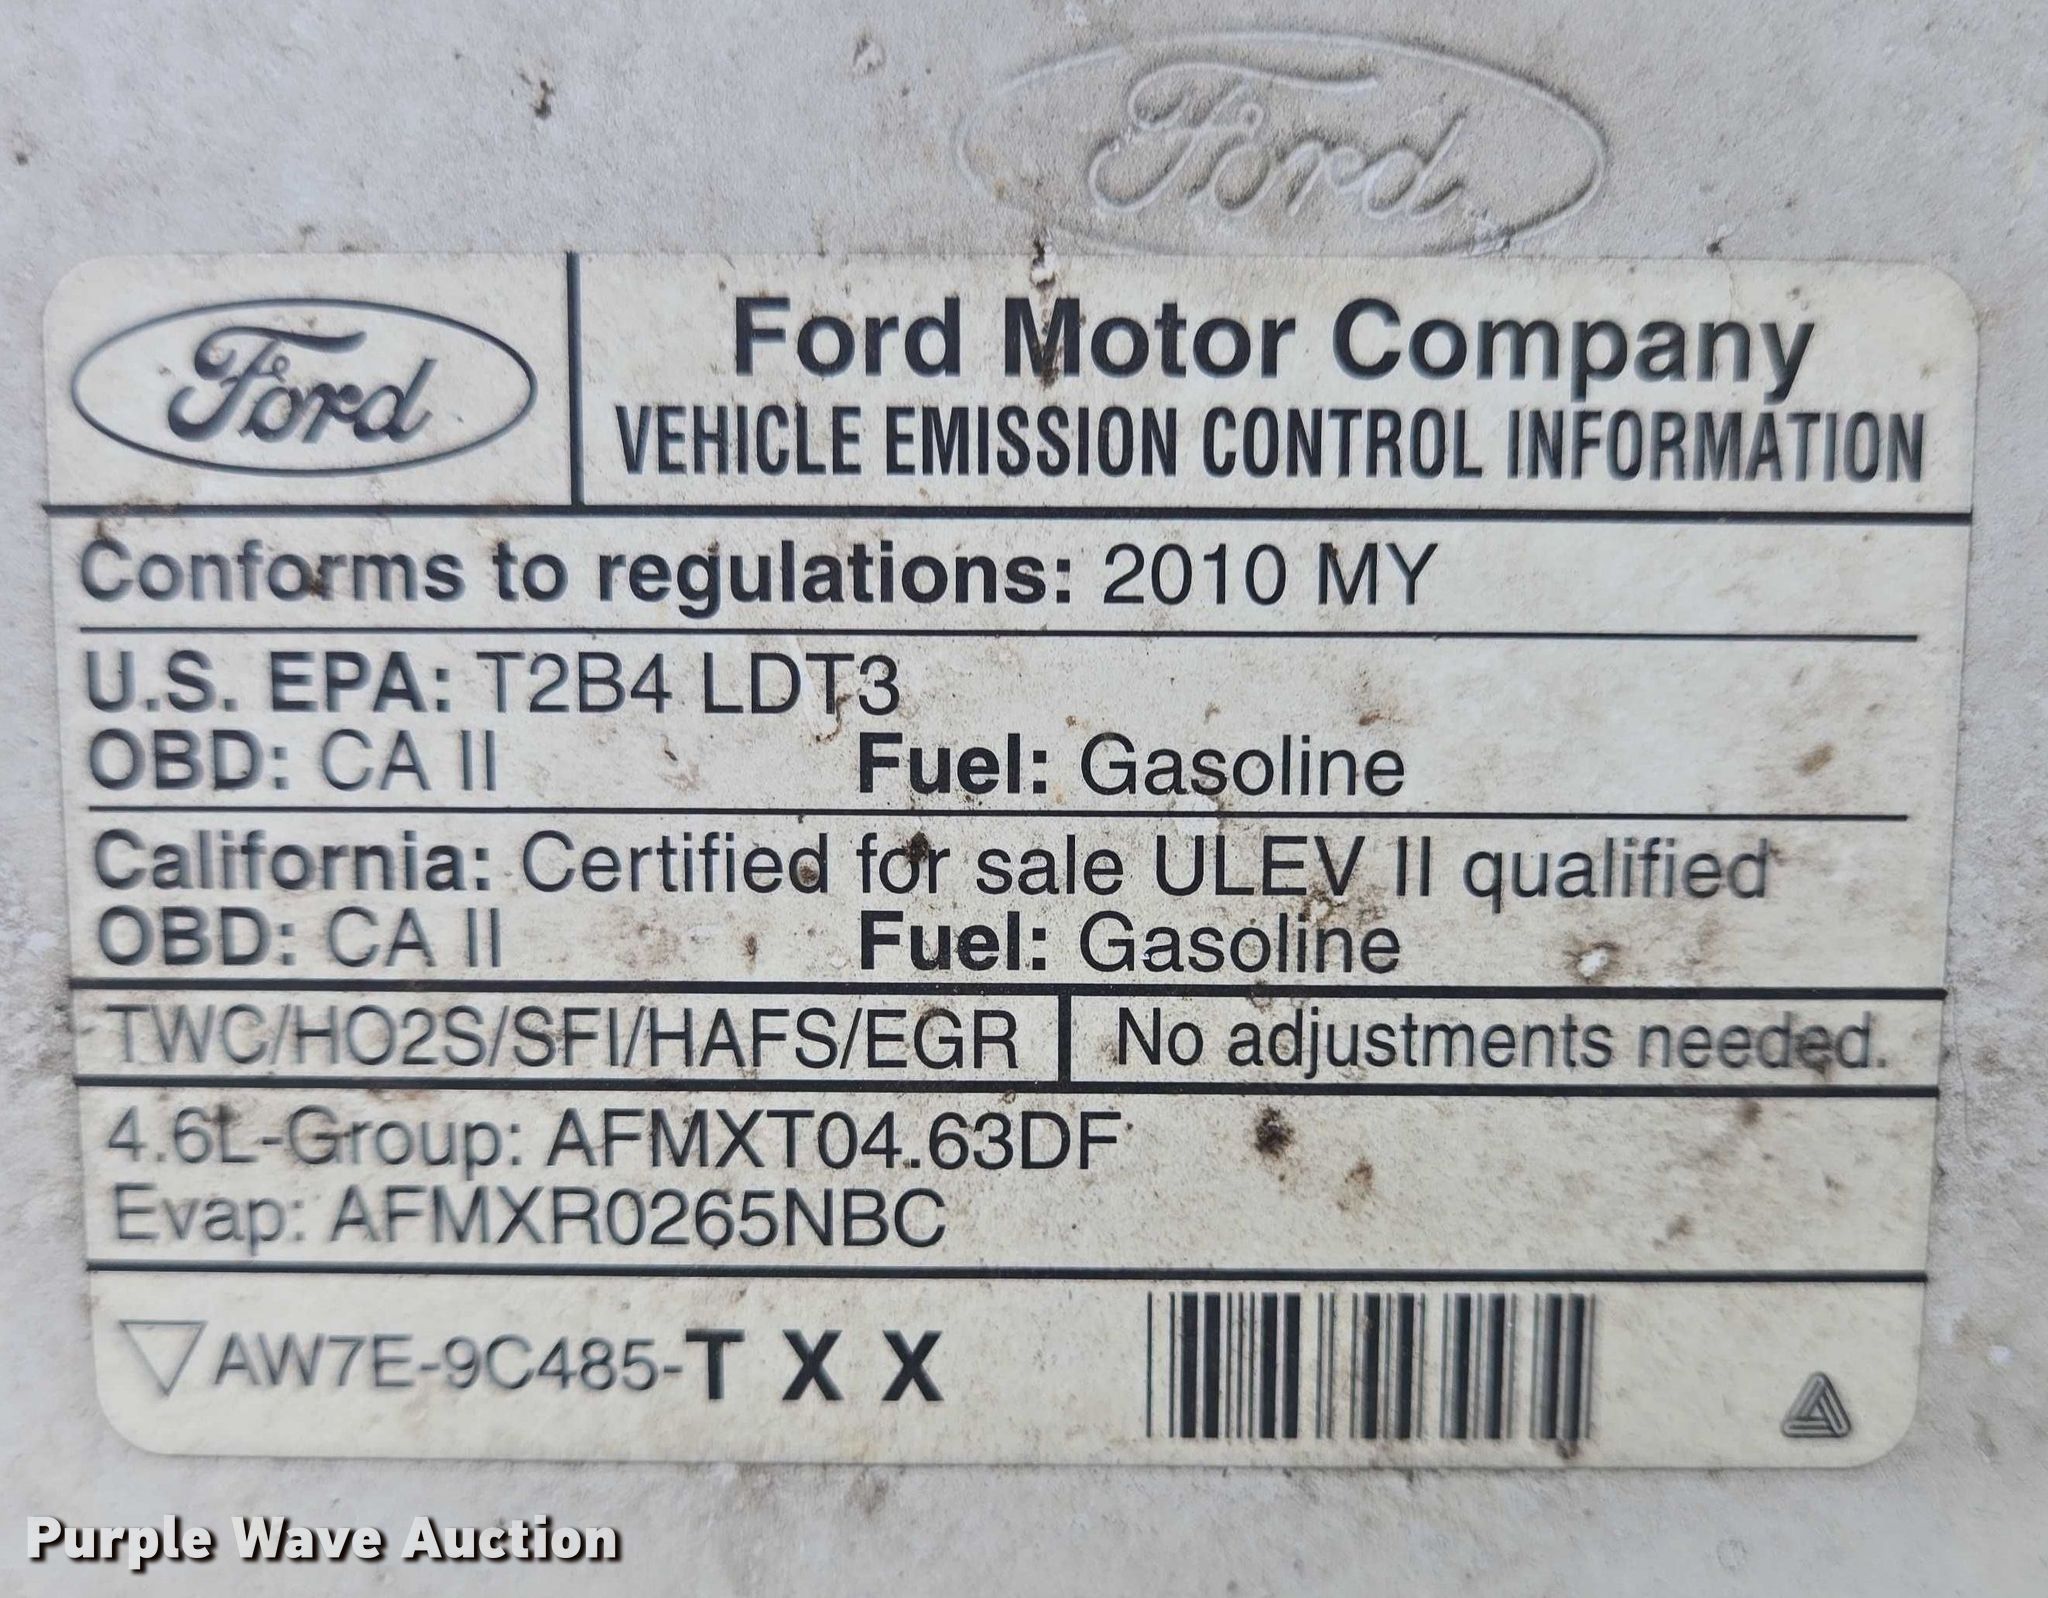 Ford
Ford
Ford Motor Company
VEHICLE EMISSION CONTROL INFORMATION
Conforms to regulations: 2010 MY
U.S. EPA: T2B4 LDT3
OBD: CA II Fuel: Gasoline
California: Certified for sale ULEV II qualified
OBD: CA II Fuel: Gasoline
TWC/HO2S/SFI/HAFS/EGR No adjustments needed.
4.6L-Group: AFMXT04.63DF
Evap: AFMXR0265NBC
AW7E-9C485-T X X
Purple Wave Auction